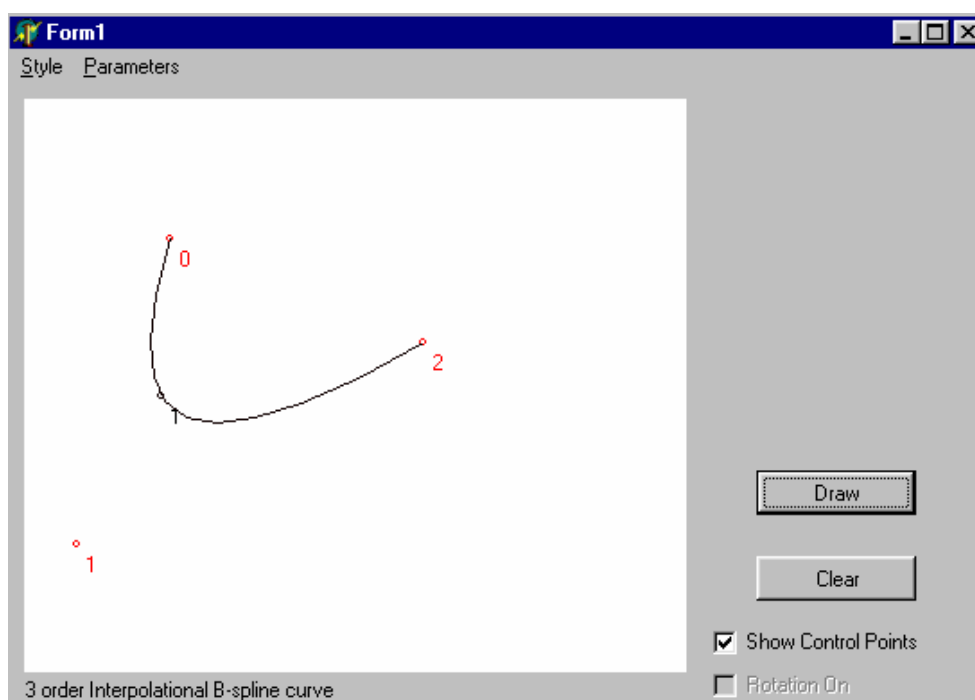 Form1
Style Parameters
0
2
1
1
Draw
Clear
Show Control Points
Rotation On
3 order Interpolational B-spline curve